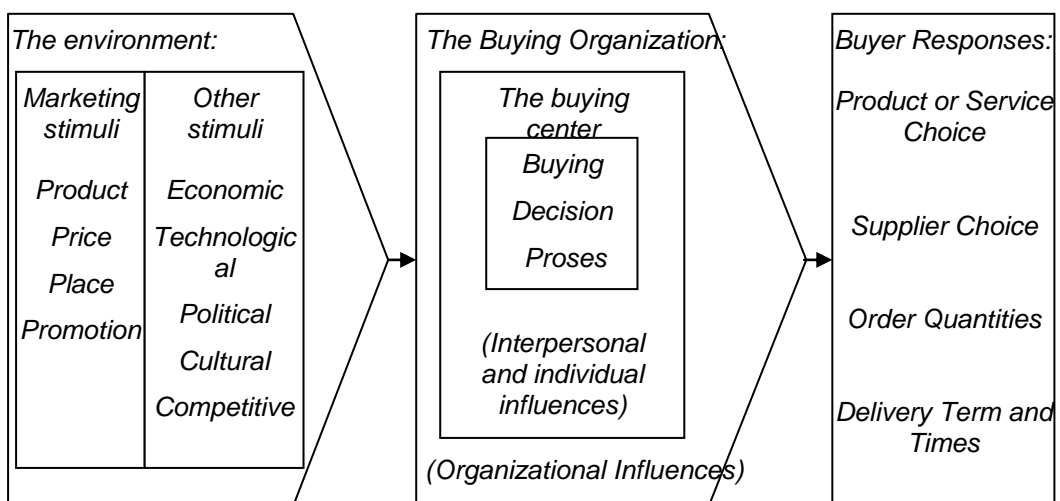 The environment:
Marketing
stimuli
Product
Price
Place
Promotion
Other
stimuli
Economic
Technologic
al
Political
Cultural
Competitive
The Buying Organization:
The buying
center
Buying
Decision
Proses
(Interpersonal
and individual
influences)
(Organizational Influences)
Buyer Responses:
Product or Service
Choice
Supplier Choice
Order Quantities
Delivery Term and
Times